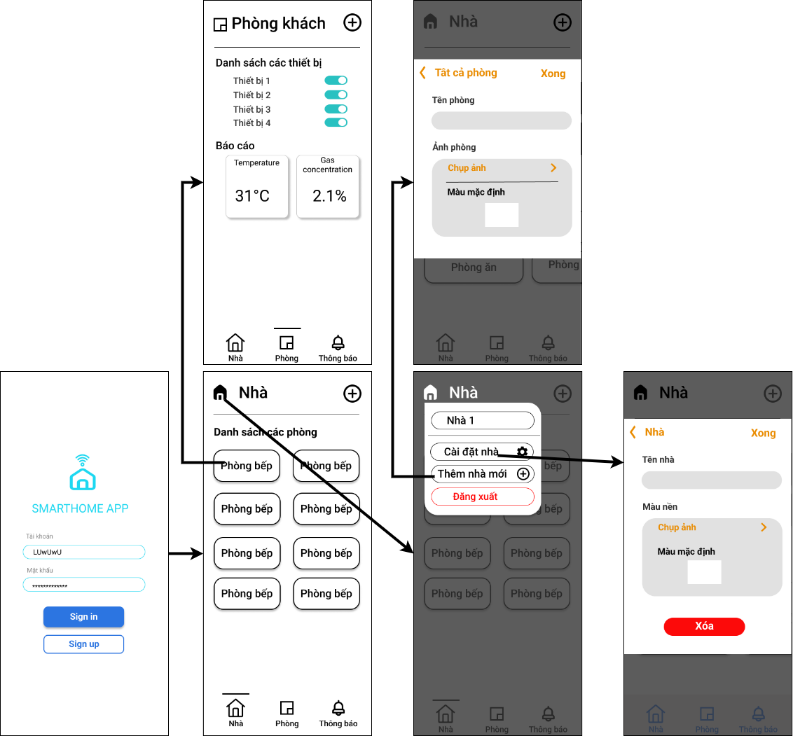 Phòng khách
Danh sách các thiết bị
Thiết bị 1
Thiết bị 2
Thiết bị 3
Thiết bị 4
Báo cáo
Temperature
31°C
Gas
concentration
2.1%
Nhà
Phòng
Thông báo
Nhà
Tất cả phòng
Xong
Tên phòng
Ảnh phòng
Chụp ảnh
Màu mặc định
Phòng ăn
Phòng
Nhà
Phòng
Thông báo
SMARTHOME APP
Tài khoản
LUwUwU
Mật khẩu
*************
Sign in
Sign up
Nhà
Danh sách các phòng
Phòng bếp
Phòng bếp
Phòng bếp
Phòng bếp
Phòng bếp
Phòng bếp
Phòng bếp
Phòng bếp
Nhà
Phòng
Thông báo
Nhà
Nhà 1
Cài đặt nhà
Thêm nhà mới
Đăng xuất
bếp
bếp
Phòng bếp
Phòng bếp
Phòng bếp
Phòng bếp
Nhà
Phòng
Thông báo
Nhà
Nhà
Xong
Tên nhà
Màu nền
Chụp ảnh
Màu mặc định
Xóa
Nhà
Phòng
Thông báo